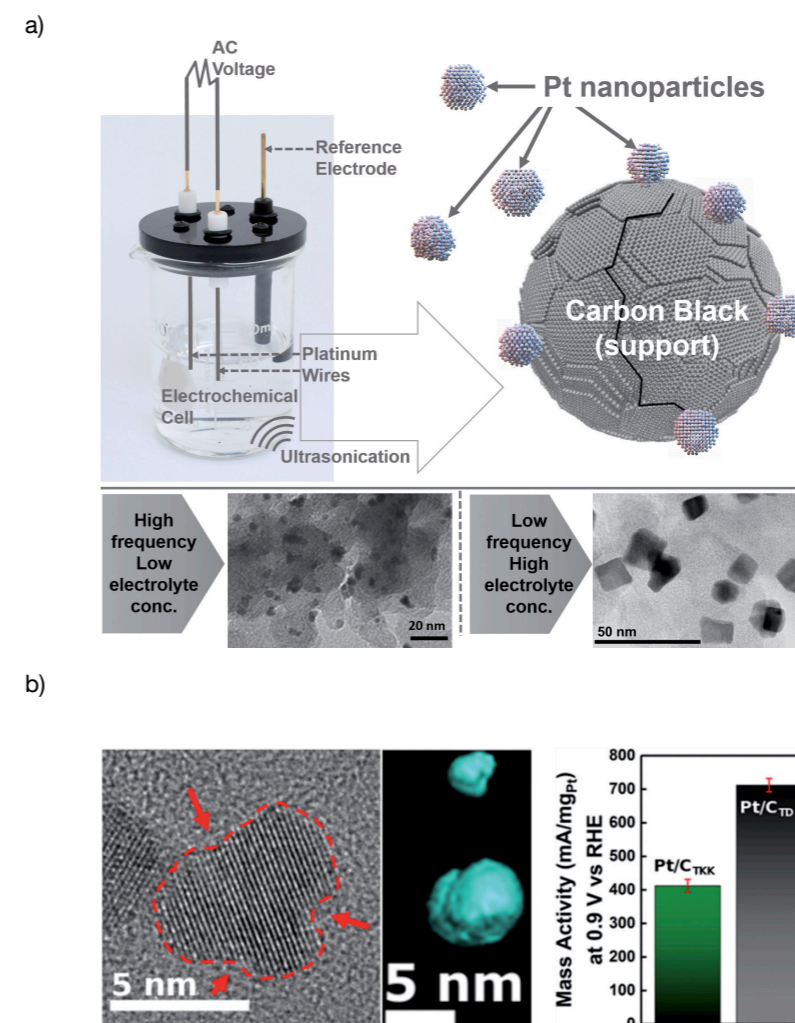 a)
AC
Voltage
Reference
Electrode
Pt nanoparticles
Carbon Black
(support)
Platinum
Wires
Electrochemical
Cell
Ultrasonication
High
frequency
Low
electrolyte
conc.
20 nm
Low
frequency
High
electrolyte
conc.
50 nm
b)
5 nm
5 nm
Mass Activity (mA/mgPt)
at 0.9 V vs RHE
800
700
600
500
400
300
200
100
0
Pt/CTKK
Pt/CTD